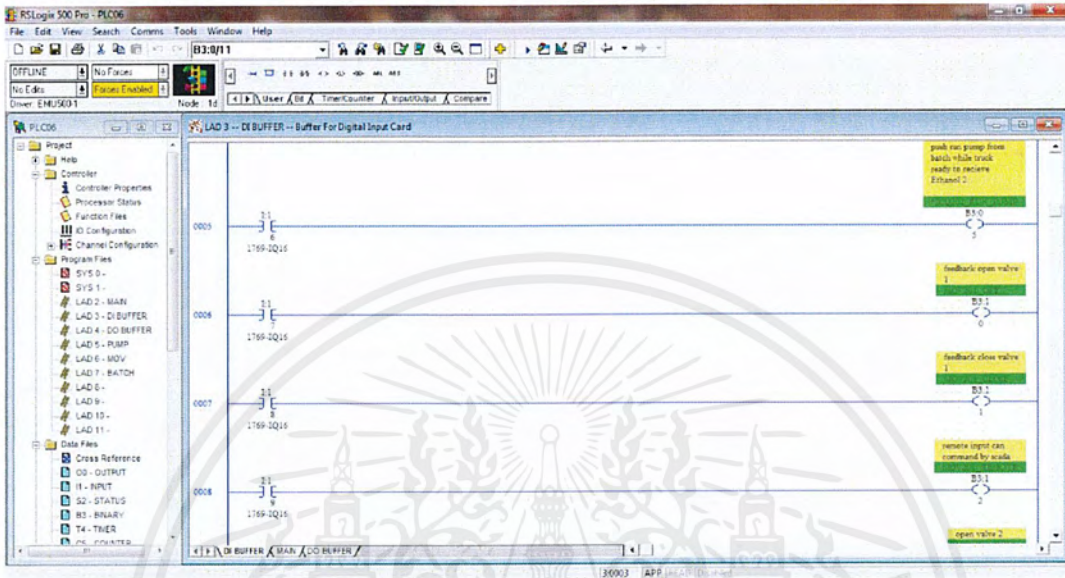 RSLogix 500 Pro - PLC06
File Edit View Search Comms Tools Window Help
B3:0/11
OFFLINE No Forces
No Edits Forces Enabled
Driver: EMU500-1 Node: 1d
User Bit Timer/Counter Input/Output Compare
PLC06
Project
Help
Controller
Controller Properties
Processor Status
Function Files
IO Configuration
Channel Configuration
Program Files
SYS 0 -
SYS 1 -
LAD 2 - MAIN
LAD 3 - DI BUFFER
LAD 4 - DO BUFFER
LAD 5 - PUMP
LAD 6 - MOV
LAD 7 - BATCH
LAD 8 -
LAD 9 -
LAD 10 -
LAD 11 -
Data Files
Cross Reference
O0 - OUTPUT
I1 - INPUT
S2 - STATUS
B3 - BINARY
T4 - TIMER
C5 - COUNTER
LAD 3 -- DI BUFFER -- Buffer For Digital Input Card
push run pump from
batch while truck
ready to recieve
Ethanol 2
0005
I:1
6
1769-IQ16
B3:0
5
feedback open valve
1
0006
I:1
7
1769-IQ16
B3:1
0
feedback close valve
1
0007
I:1
8
1769-IQ16
B3:1
1
remote input can
command by scada
0008
I:1
9
1769-IQ16
B3:1
2
open valve 2
DI BUFFER MAIN DO BUFFER
3:0003 APP READ